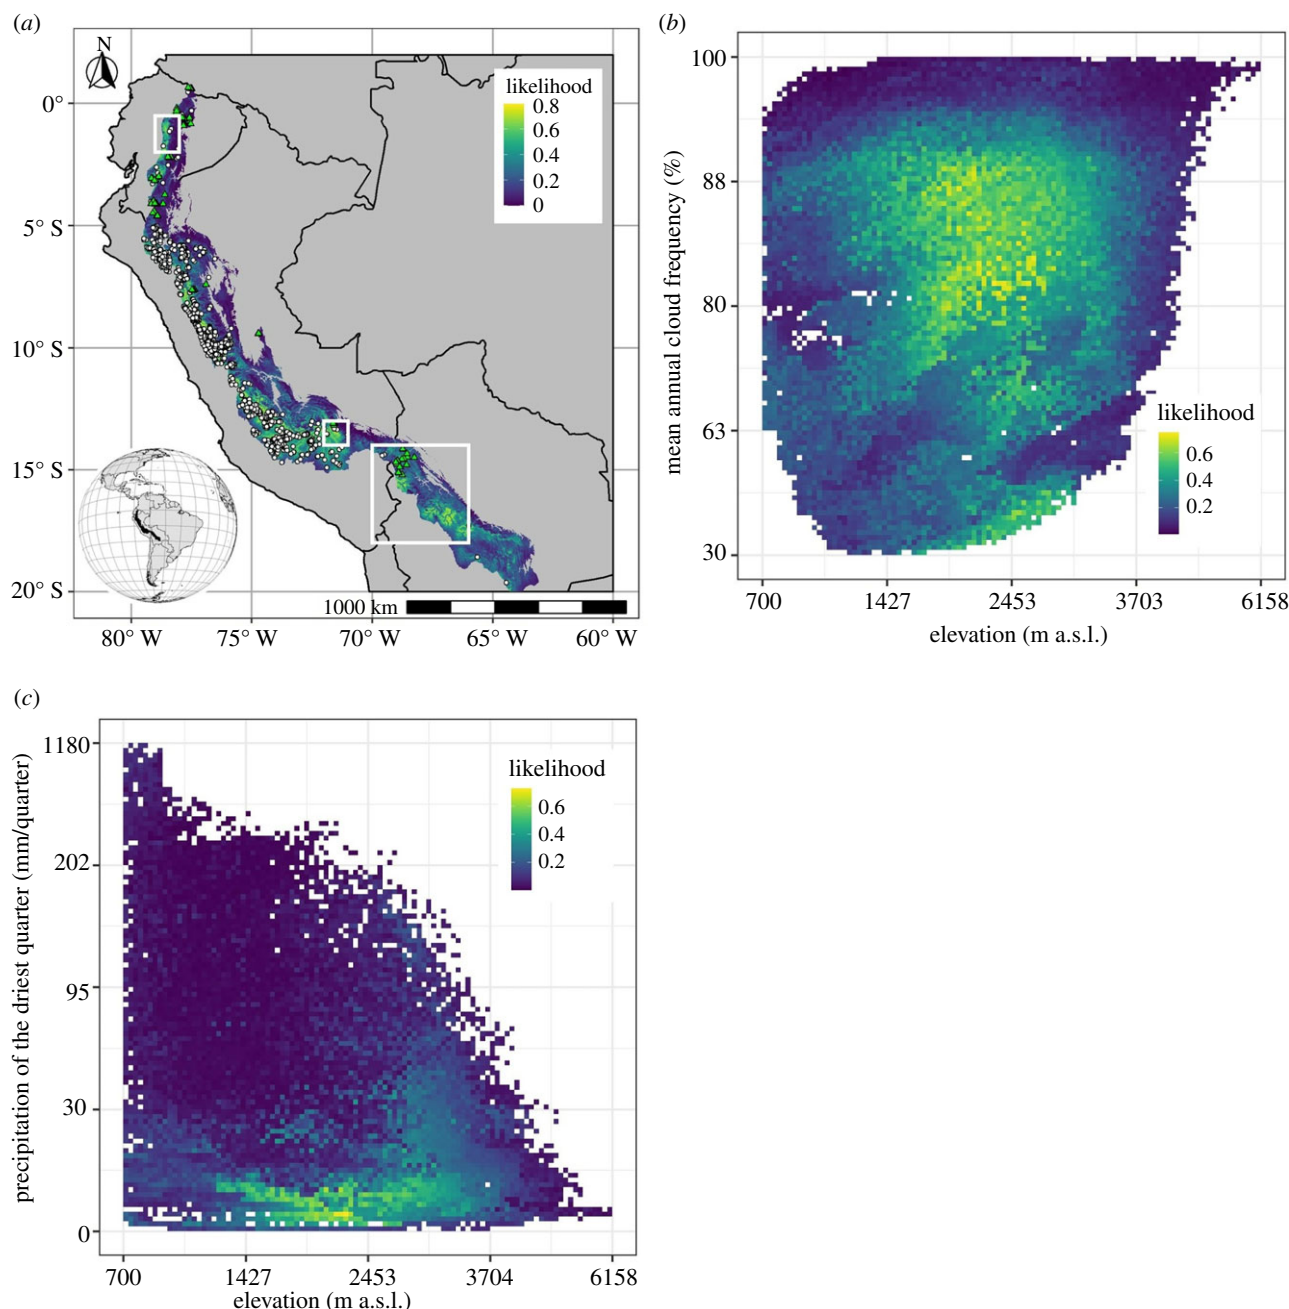 (a)
N
likelihood
0.8
0.6
0.4
0.2
0
0°
5° S
10° S
15° S
20° S
1000 km
80° W
75° W
70° W
65° W
60° W
(b)
mean annual cloud frequency (%)
100
88
80
63
30
likelihood
0.6
0.4
0.2
700
1427
2453
3703
6158
elevation (m a.s.l.)
(c)
precipitation of the driest quarter (mm/quarter)
1180
202
95
30
0
likelihood
0.6
0.4
0.2
700
1427
2453
3704
6158
elevation (m a.s.l.)